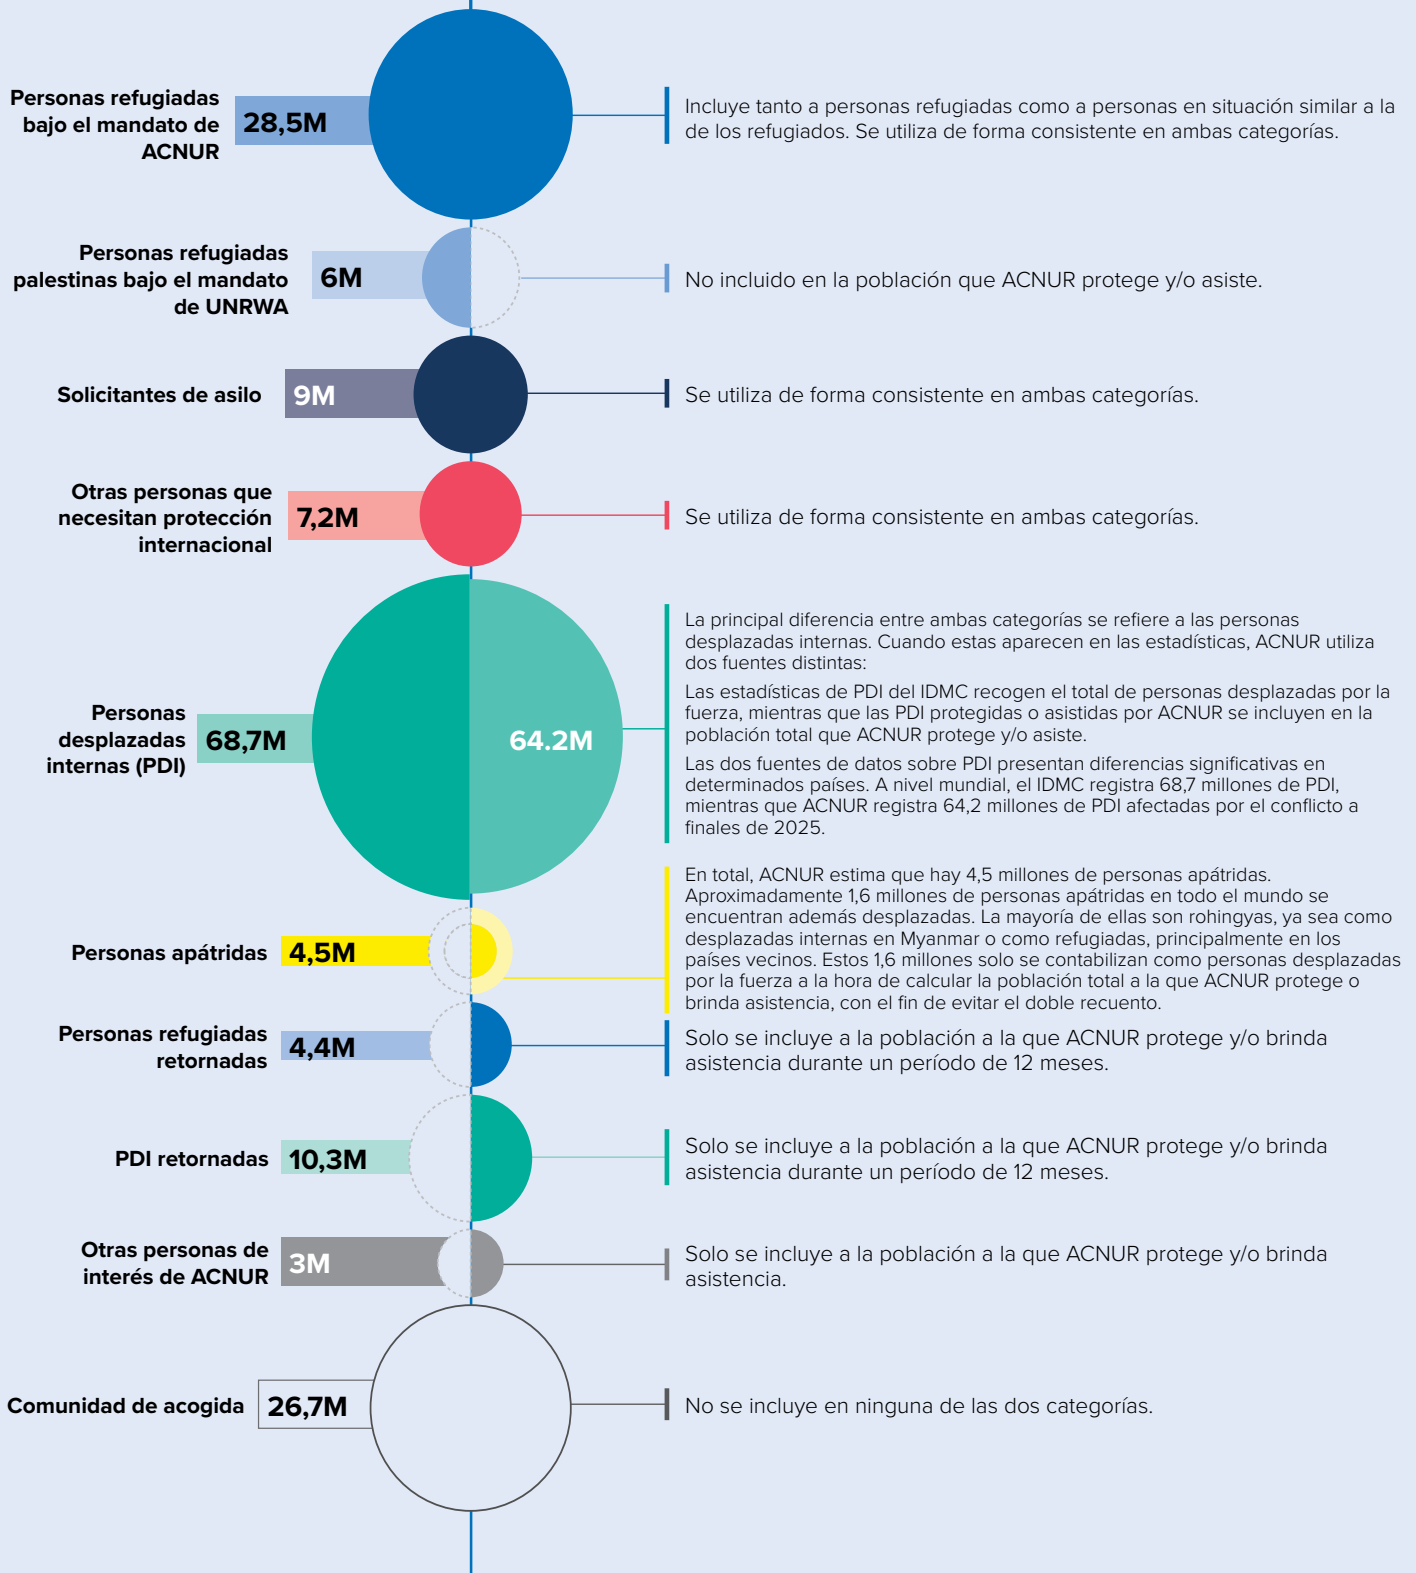 Personas refugiadas
bajo el mandato de
ACNUR
28,5M
Incluye tanto a personas refugiadas como a personas en situación similar a la
de los refugiados. Se utiliza de forma consistente en ambas categorías.
Personas refugiadas
palestinas bajo el mandato
de UNRWA
6M
No incluido en la población que ACNUR protege y/o asiste.
Solicitantes de asilo
9M
Se utiliza de forma consistente en ambas categorías.
Otras personas que
necesitan protección
internacional
7,2M
Se utiliza de forma consistente en ambas categorías.
Personas
desplazadas
internas (PDI)
68,7M
64.2M
La principal diferencia entre ambas categorías se refiere a las personas
desplazadas internas. Cuando estas aparecen en las estadísticas, ACNUR utiliza
dos fuentes distintas:
Las estadísticas de PDI del IDMC recogen el total de personas desplazadas por la
fuerza, mientras que las PDI protegidas o asistidas por ACNUR se incluyen en la
población total que ACNUR protege y/o asiste.
Las dos fuentes de datos sobre PDI presentan diferencias significativas en
determinados países. A nivel mundial, el IDMC registra 68,7 millones de PDI,
mientras que ACNUR registra 64,2 millones de PDI afectadas por el conflicto a
finales de 2025.
Personas apátridas
4,5M
En total, ACNUR estima que hay 4,5 millones de personas apátridas.
Aproximadamente 1,6 millones de personas apátridas en todo el mundo se
encuentran además desplazadas. La mayoría de ellas son rohingyas, ya sea como
desplazadas internas en Myanmar o como refugiadas, principalmente en los
países vecinos. Estos 1,6 millones solo se contabilizan como personas desplazadas
por la fuerza a la hora de calcular la población total a la que ACNUR protege o
brinda asistencia, con el fin de evitar el doble recuento.
Personas refugiadas
retornadas
4,4M
Solo se incluye a la población a la que ACNUR protege y/o brinda
asistencia durante un período de 12 meses.
PDI retornadas
10,3M
Solo se incluye a la población a la que ACNUR protege y/o brinda
asistencia durante un período de 12 meses.
Otras personas de
interés de ACNUR
3M
Solo se incluye a la población a la que ACNUR protege y/o brinda
asistencia.
Comunidad de acogida
26,7M
No se incluye en ninguna de las dos categorías.